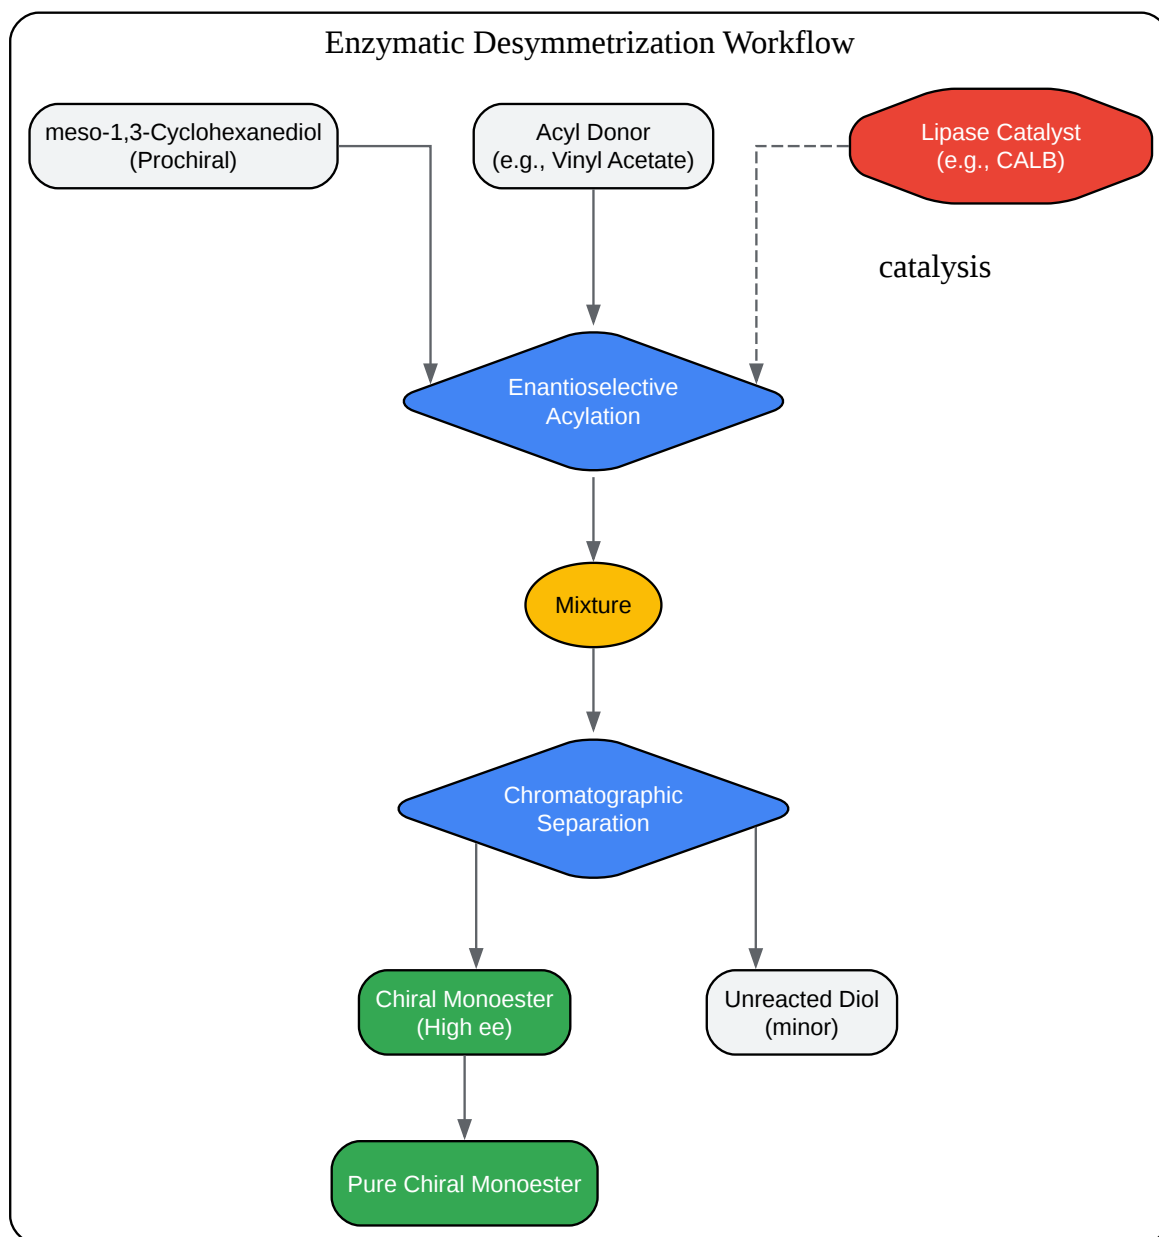 Enzymatic Desymmetrization Workflow
meso-1,3-Cyclohexanediol
(Prochiral)
Acyl Donor
(e.g., Vinyl Acetate)
Lipase Catalyst
(e.g., CALB)
catalysis
Enantioselective
Acylation
Mixture
Chromatographic
Separation
Chiral Monoester
(High ee)
Unreacted Diol
(minor)
Pure Chiral Monoester